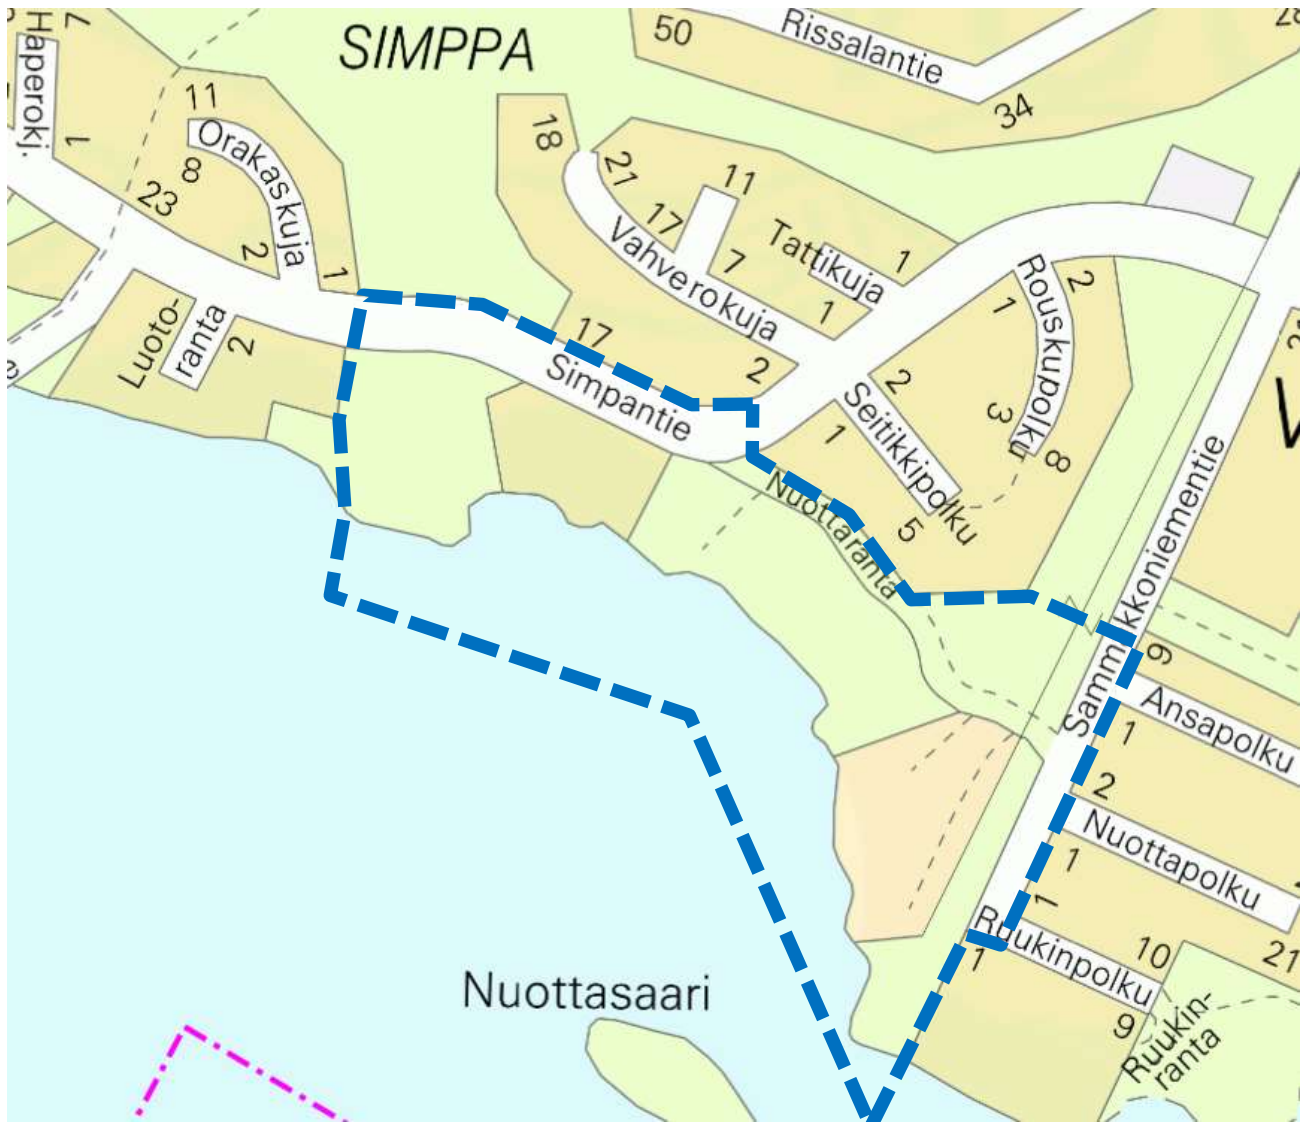 SIMPPA
50
Rissalantie
34
Haperokj.
7
1
11
Orakaskuja
8
23
2
1
18
21
11
17
Vahverokuja
7
Tattikuja
1
1
Rouskupolku
2
1
Luoto-
ranta
2
17
Simpantie
2
2
Seitikkipolku
1
5
3
8
Nuottaranta
Sammakkoniementie
9
Ansapolku
1
2
Nuottapolku
1
1
Ruukinpolku
1
10
21
9
Ruukin-
ranta
Nuottasaari